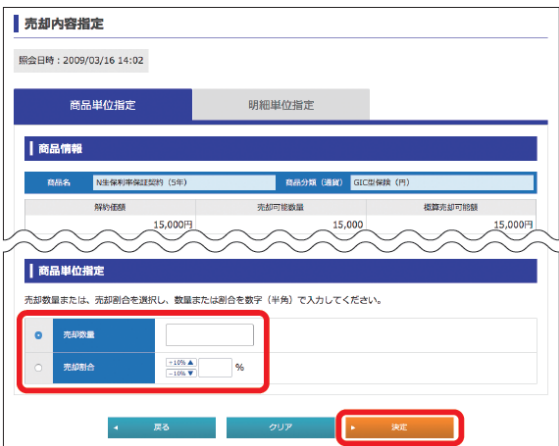 売却内容指定
照会日時：2009/03/16 14:02
商品単位指定 明細単位指定
商品情報
商品名 N生保利率保証契約（5年） 商品分類（通貨） GIC型保険（円）
解約価額 売却可能数量 概算売却可能額
15,000円 15,000 15,000円
商品単位指定
売却数量または、売却割合を選択し、数量または割合を数字（半角）で入力してください。
売却数量
売却割合 -10% ▲ %
-10% ▼
戻る クリア 決定